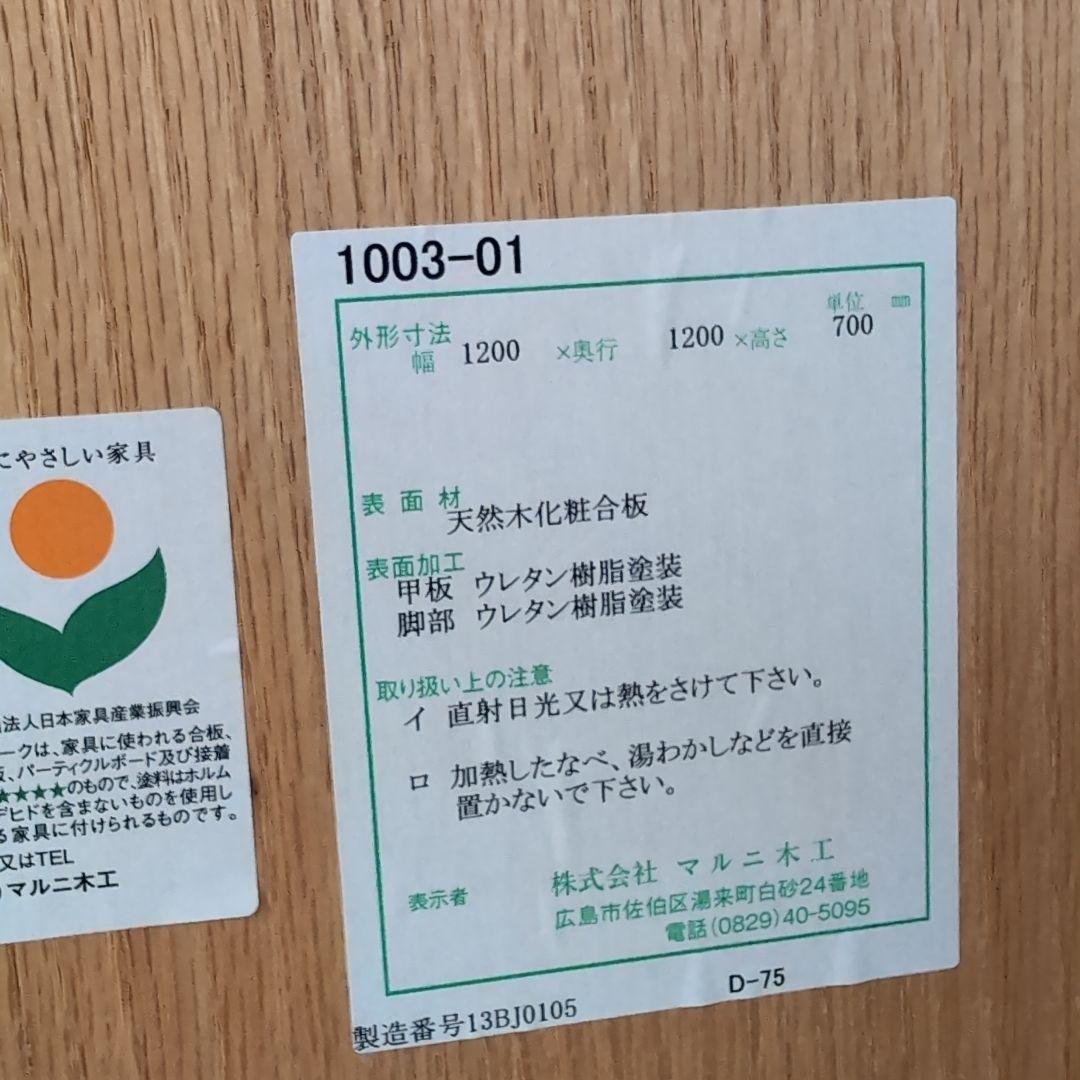 1003-01
単位 mm
外形寸法
幅 1200 ×奥行 1200 ×高さ 700
表面材
天然木化粧合板
表面加工
甲板 ウレタン樹脂塗装
脚部 ウレタン樹脂塗装
取り扱い上の注意
イ 直射日光又は熱をさけて下さい。
ロ 加熱したなべ、湯わかしなどを直接
置かないで下さい。
表示者
株式会社 マルニ木工
広島市佐伯区湯来町白砂24番地
電話(0829)40-5095
D-75
製造番号13BJ0105
にやさしい家具
法人日本家具産業振興会
ークは、家具に使われる合板、
板、パーティクルボード及び接着
★★★★のもので、塗料はホルム
デヒドを含まないものを使用し
る家具に付けられるものです。
又はTEL
)マルニ木工